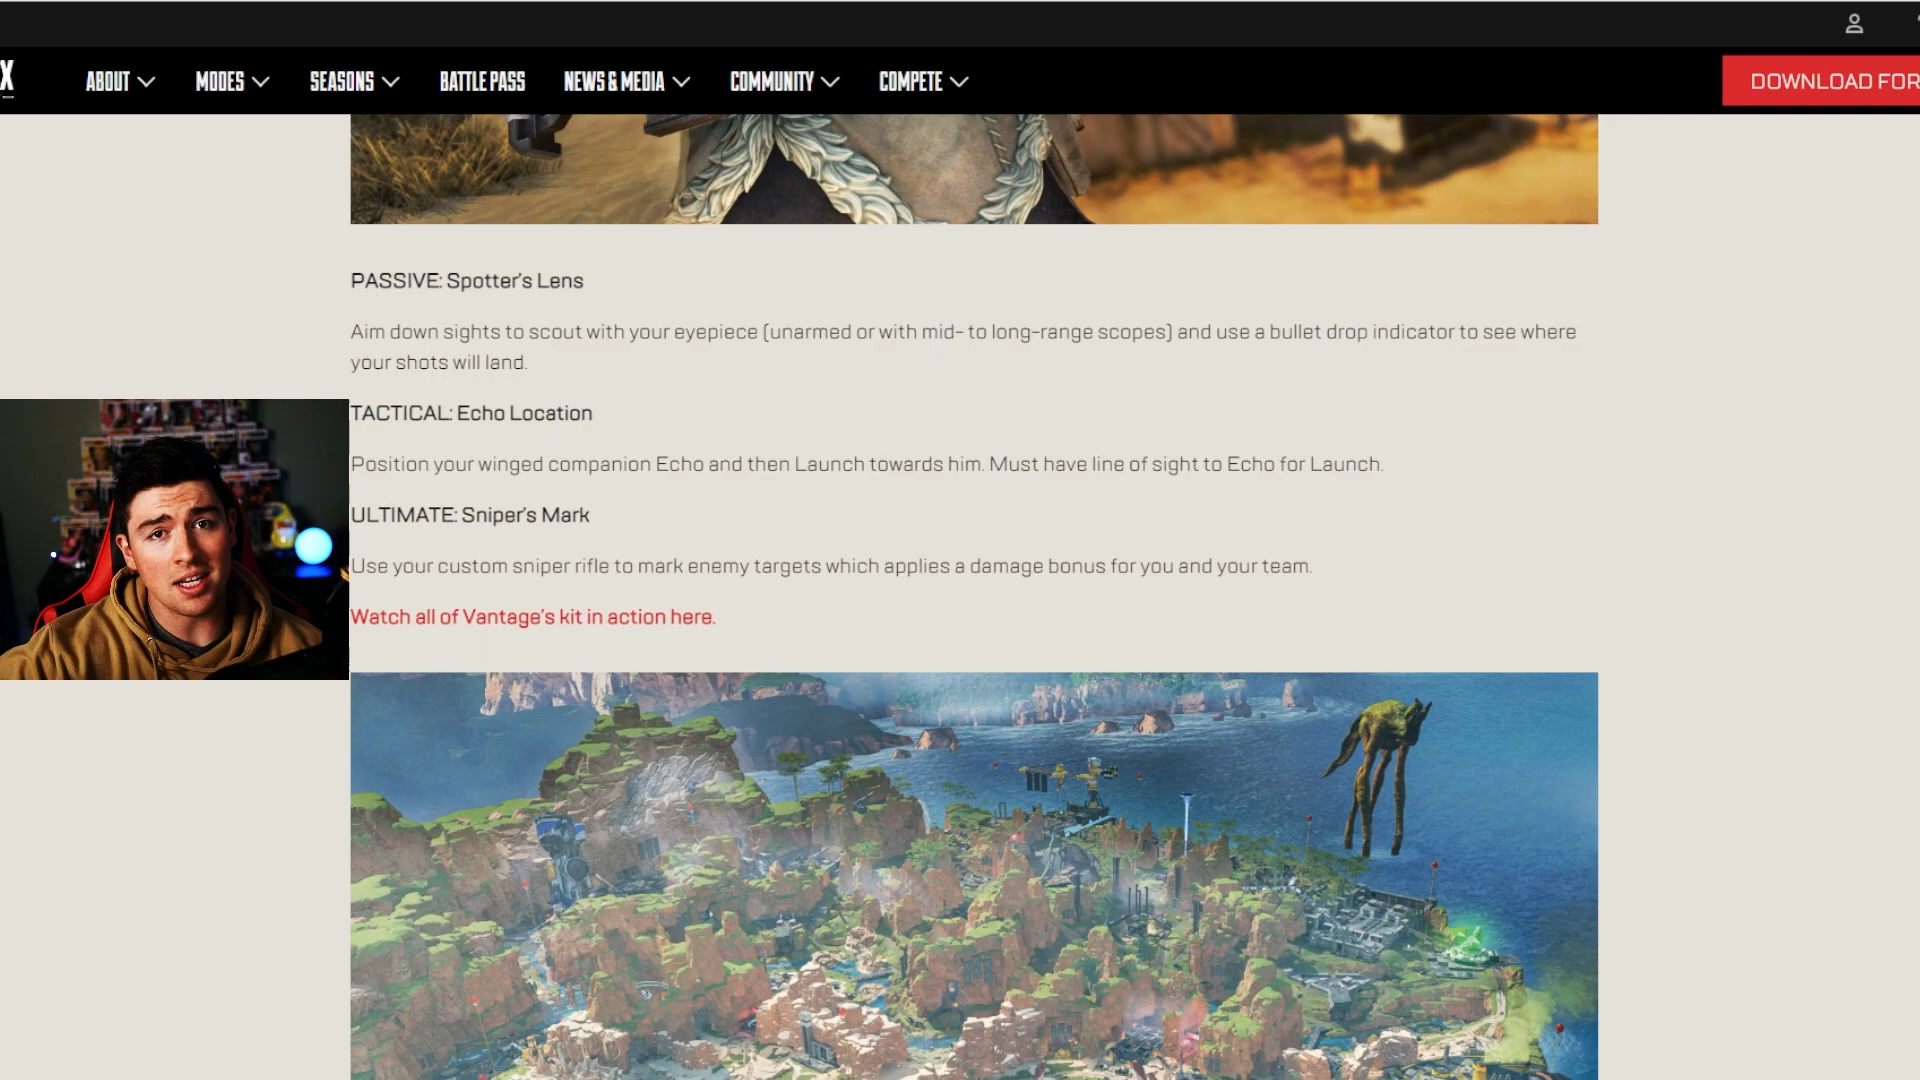 X
ABOUT
MODES
SEASONS
BATTLE PASS
NEWS & MEDIA
COMMUNITY
COMPETE
DOWNLOAD FOR
PASSIVE: Spotter's Lens
Aim down sights to scout with your eyepiece (unarmed or with mid- to long-range scopes) and use a bullet drop indicator to see where
your shots will land.
TACTICAL: Echo Location
Position your winged companion Echo and then Launch towards him. Must have line of sight to Echo for Launch.
ULTIMATE: Sniper's Mark
Use your custom sniper rifle to mark enemy targets which applies a damage bonus for you and your team.
Watch all of Vantage's kit in action here.